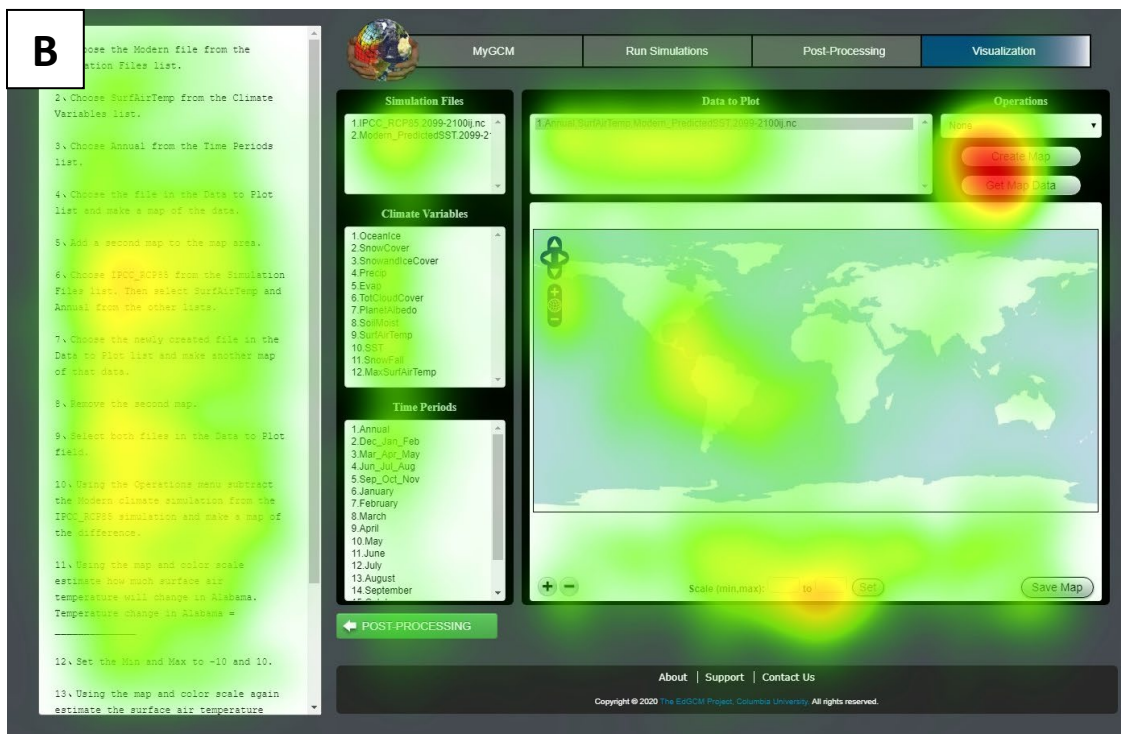 B
ose the Modern file from the
ation Files list.
2. Choose SurfAirTemp from the Climate
Variables list.
3. Choose Annual from the Time Periods
list.
4. Choose the file in the Data to Plot
list and make a map of the data.
5. Add a second map to the map area.
6. Choose IPCC_RCP85 from the Simulation
Files list. Then select SurfAirTemp and
Annual from the other lists.
7. Choose the newly created file in the
Data to Plot list and make another map
of that data.
8. Remove the second map.
9. Select both files in the Data to Plot
field.
10. Using the Operations menu subtract
the Modern climate simulation from the
IPCC_RCP85 simulation and make a map of
the difference.
11. Using the map and color scale
estimate how much surface air
temperature will change in Alabama.
Temperature change in Alabama =
12. Set the Min and Max to -10 and 10.
13. Using the map and color scale again
estimate the surface air temperature
MyGCM
Run Simulations
Post-Processing
Visualization
Simulation Files
1.IPCC_RCP85.2099-2100ij.nc
2.Modern_PredictedSST.2099-2
Climate Variables
1.OceanIce
2.SnowCover
3.SnowandIceCover
4.Precip
5.Evap
6.TotCloudCover
7.PlanetAlbedo
8.SoilMoist
9.SurfAirTemp
10.SST
11.SnowFall
12.MaxSurfAirTemp
Time Periods
1.Annual
2.Dec_Jan_Feb
3.Mar_Apr_May
4.Jun_Jul_Aug
5.Sep_Oct_Nov
6.January
7.February
8.March
9.April
10.May
11.June
12.July
13.August
14.September
POST-PROCESSING
Data to Plot
1.Annual.SurfAirTemp.Modern_PredictedSST.2099-2100ij.nc
Operations
None
Create Map
Get Map Data
Scale (min,max): to Set
Save Map
About | Support | Contact Us
Copyright © 2020 The EdGCM Project, Columbia University. All rights reserved.